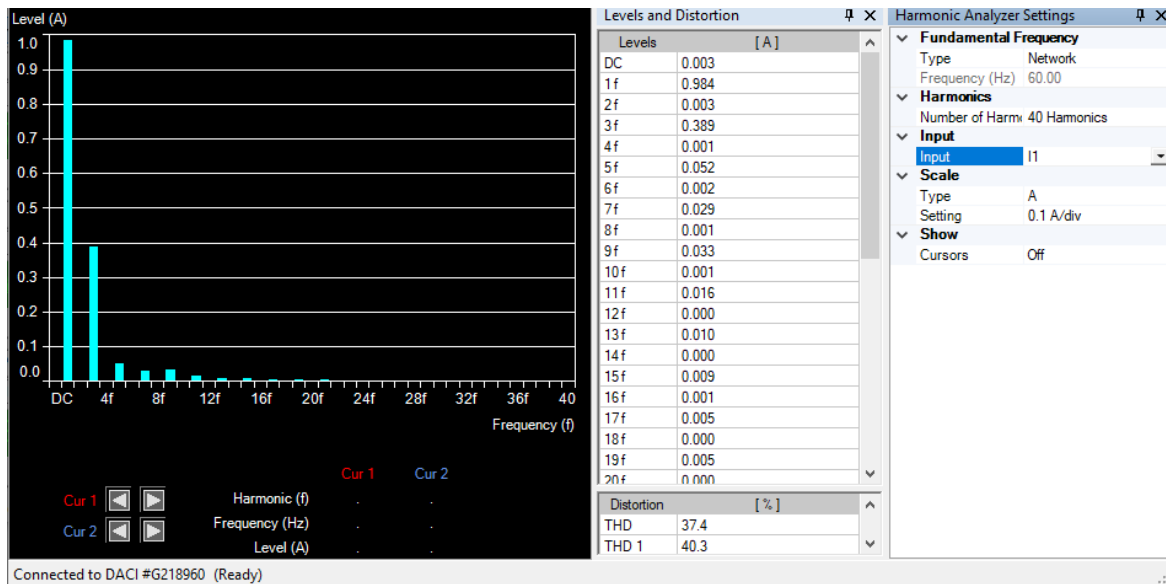 Level (A)
1.0
0.9
0.8
0.7
0.6
0.5
0.4
0.3
0.2
0.1
0.0
DC 4f 8f 12f 16f 20f 24f 28f 32f 36f 40
Frequency (f)
Cur 1 Cur 2
Cur 1 Harmonic (f) . .
Cur 2 Frequency (Hz) . .
Level (A) . .
Levels and Distortion
Levels [ A ]
DC 0.003
1f 0.984
2f 0.003
3f 0.389
4f 0.001
5f 0.052
6f 0.002
7f 0.029
8f 0.001
9f 0.033
10f 0.001
11f 0.016
12f 0.000
13f 0.010
14f 0.000
15f 0.009
16f 0.001
17f 0.005
18f 0.000
19f 0.005
20f 0.000
Distortion [ % ]
THD 37.4
THD 1 40.3
Harmonic Analyzer Settings
Fundamental Frequency
Type Network
Frequency (Hz) 60.00
Harmonics
Number of Harm 40 Harmonics
Input
Input I1
Scale
Type A
Setting 0.1 A/div
Show
Cursors Off
Connected to DACI #G218960 (Ready)